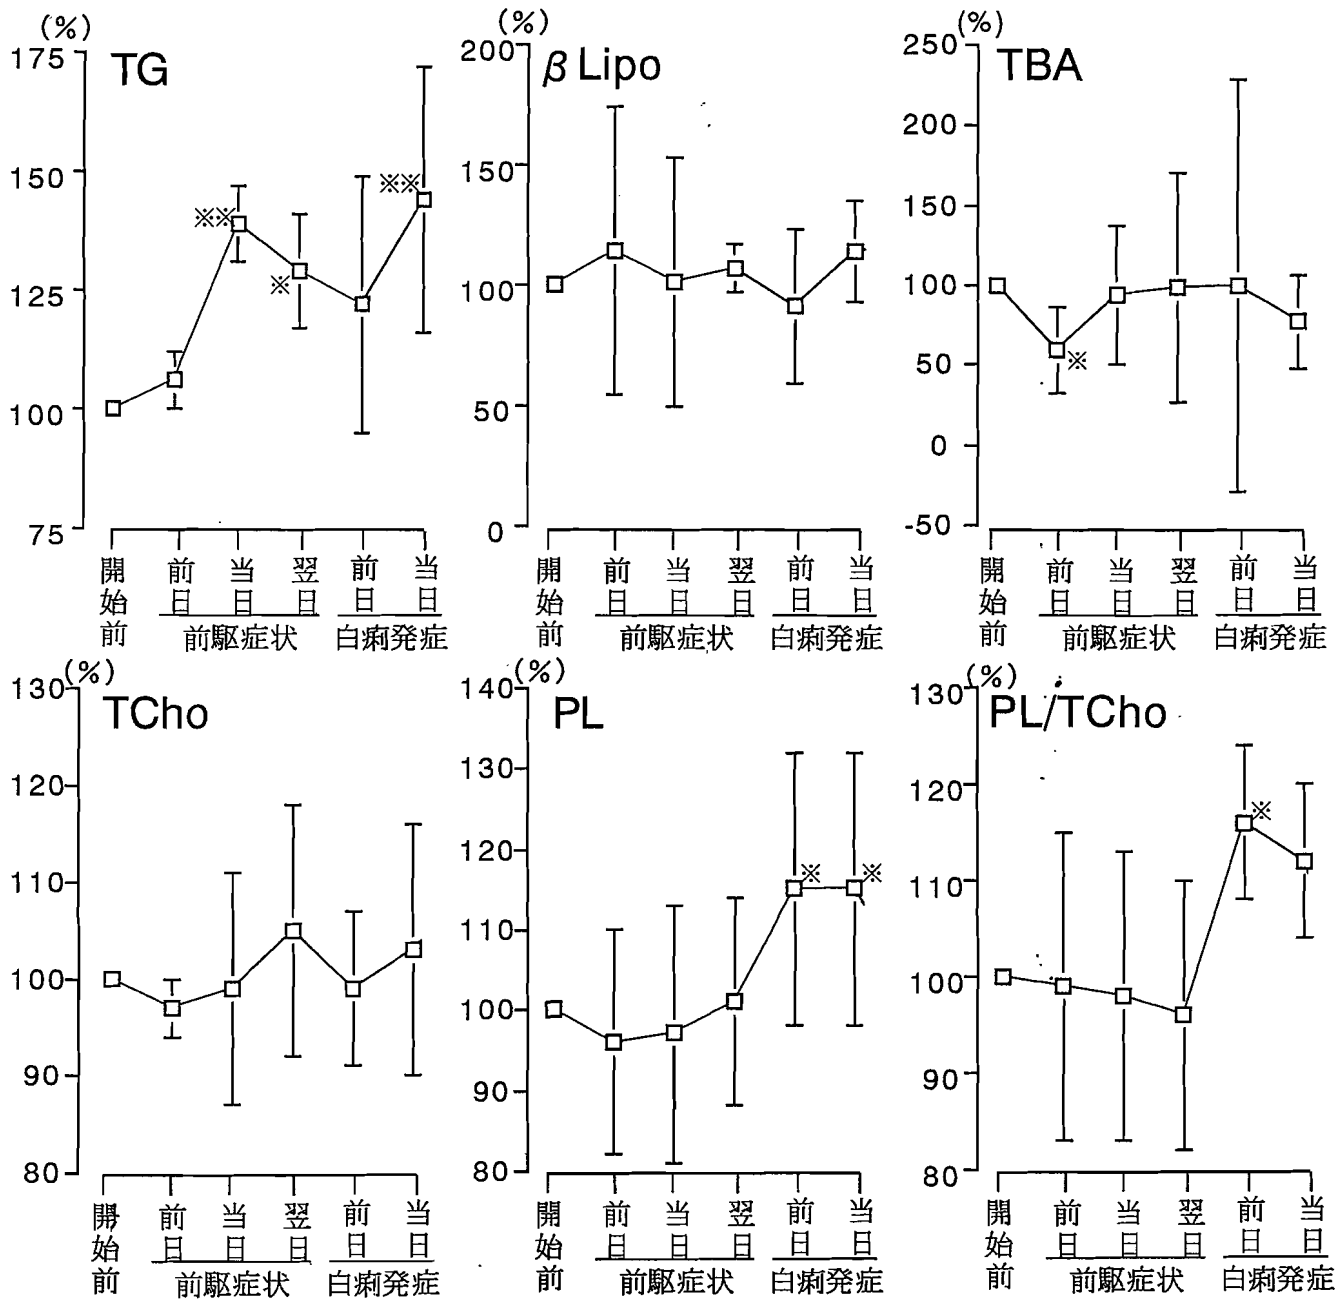 (%)
TG
175
150
125
100
75
※※
※
※※
開始前
前日
当日
翌日
前日
当日
前駆症状
白痢発症
(%)
β Lipo
200
150
100
50
0
開始前
前日
当日
翌日
前日
当日
前駆症状
白痢発症
(%)
TBA
250
200
150
100
50
0
-50
※
開始前
前日
当日
翌日
前日
当日
前駆症状
白痢発症
(%)
TCho
130
120
110
100
90
80
開始前
前日
当日
翌日
前日
当日
前駆症状
白痢発症
(%)
PL
140
130
120
110
100
90
80
※
※
開始前
前日
当日
翌日
前日
当日
前駆症状
白痢発症
(%)
PL/TCho
130
120
110
100
90
80
※
開始前
前日
当日
翌日
前日
当日
前駆症状
白痢発症